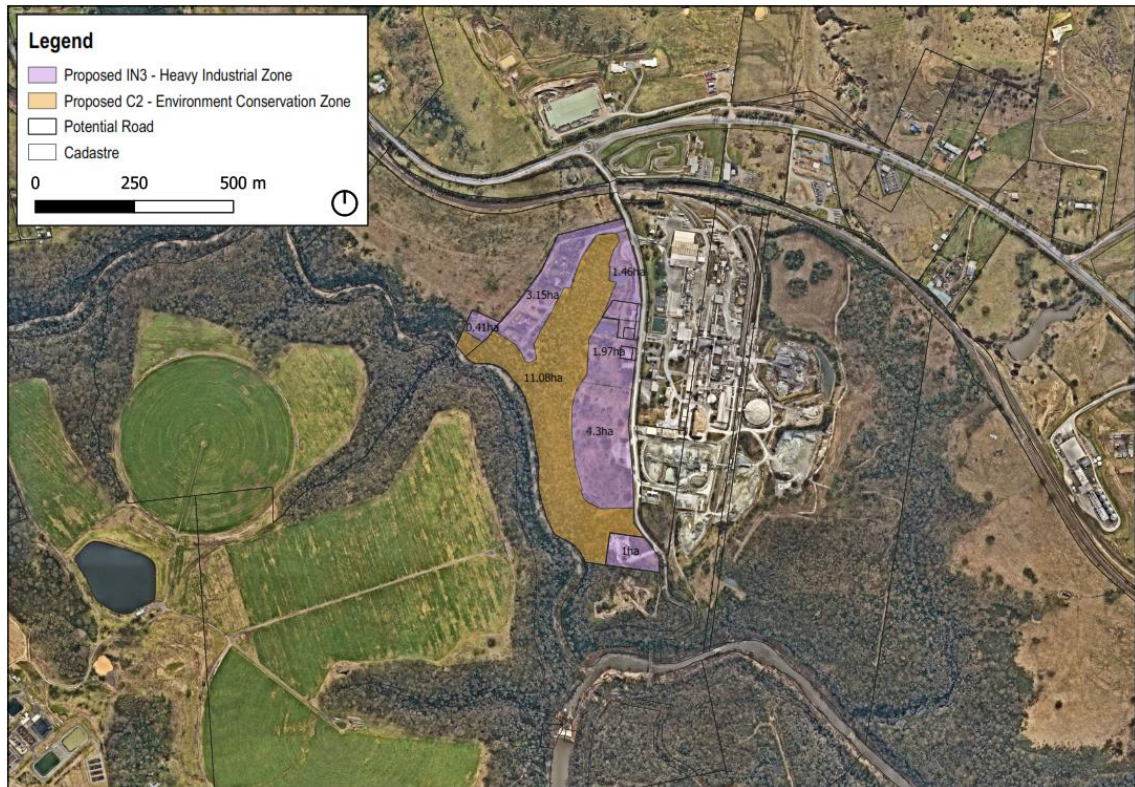 Legend
Proposed IN3 - Heavy Industrial Zone
Proposed C2 - Environment Conservation Zone
Potential Road
Cadastre
0 250 500 m
1.46ha
3.15ha
0.41ha
1.97ha
11.08ha
4.3ha
1ha